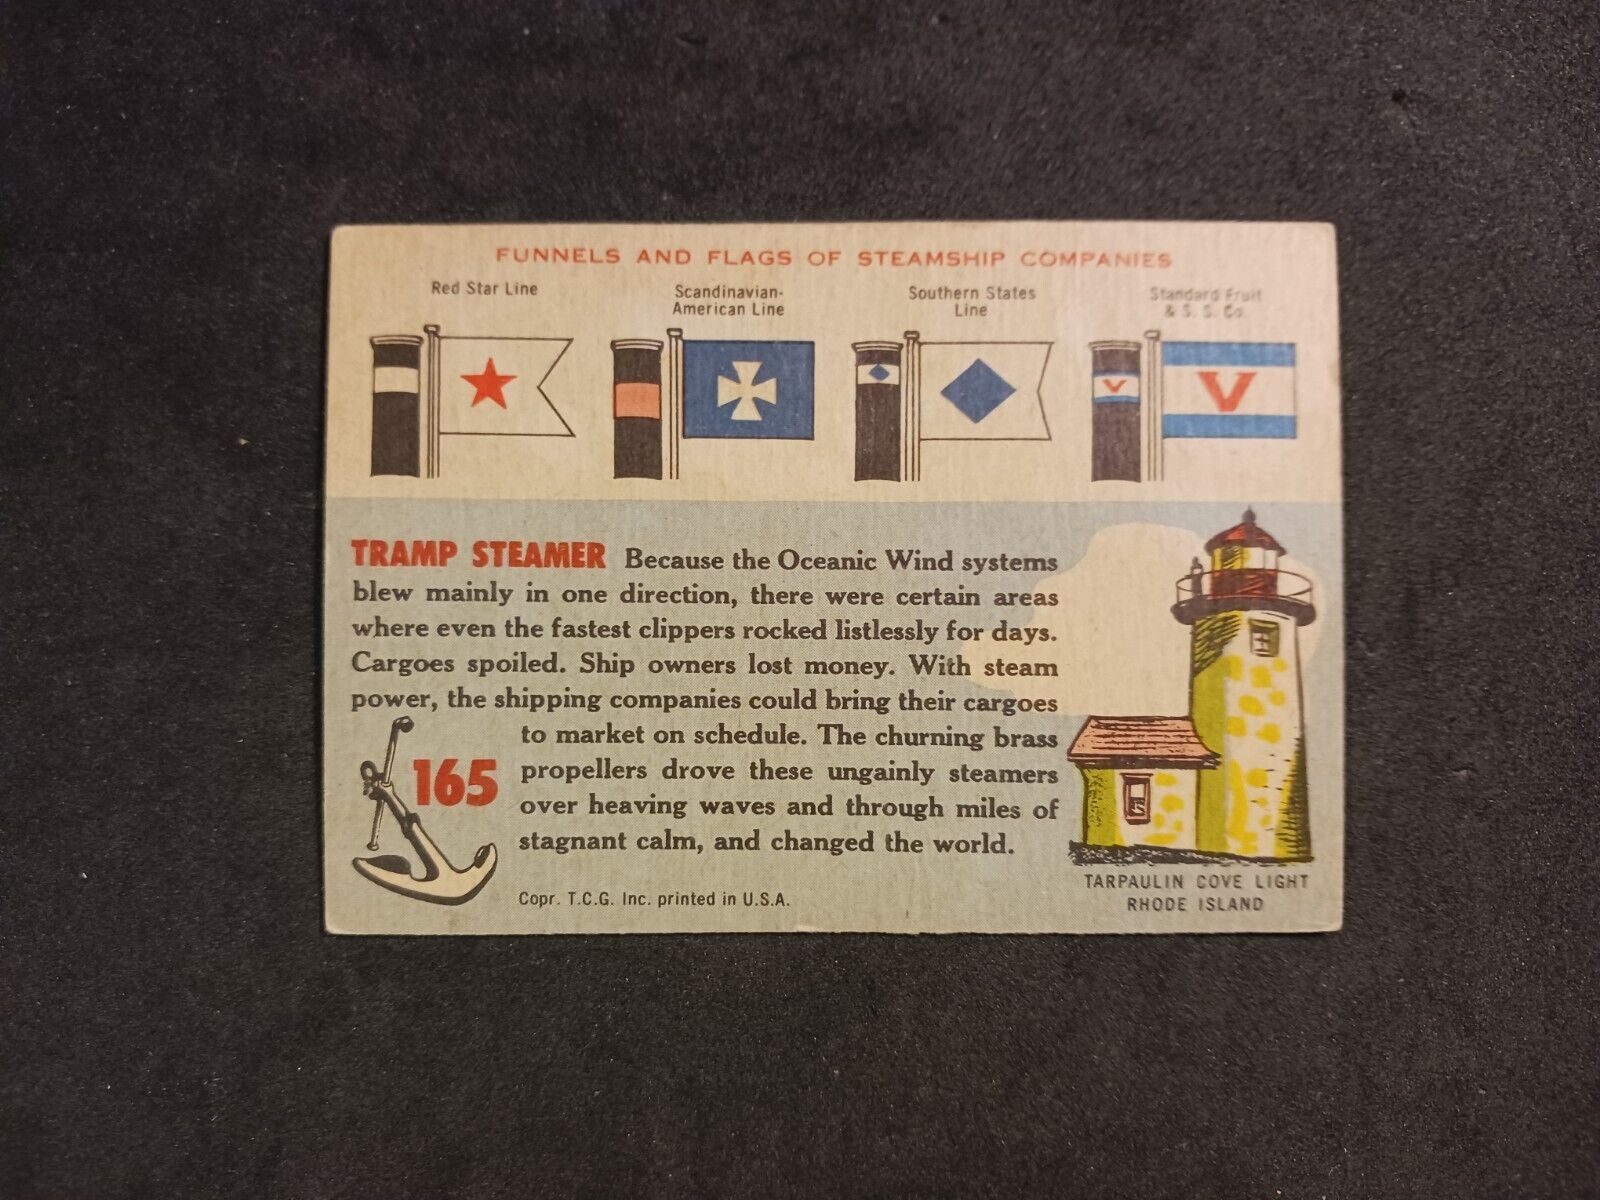 FUNNELS AND FLAGS OF STEAMSHIP COMPANIES
Red Star Line
Scandinavian-
American Line
Southern States
Line
Standard Fruit
& S. S. Co.
V
V
TRAMP STEAMER Because the Oceanic Wind systems
blew mainly in one direction, there were certain areas
where even the fastest clippers rocked listlessly for days.
Cargoes spoiled. Ship owners lost money. With steam
power, the shipping companies could bring their cargoes
to market on schedule. The churning brass
propellers drove these ungainly steamers
over heaving waves and through miles of
stagnant calm, and changed the world.
165
Copr. T.C.G. Inc. printed in U.S.A.
TARPAULIN COVE LIGHT
RHODE ISLAND